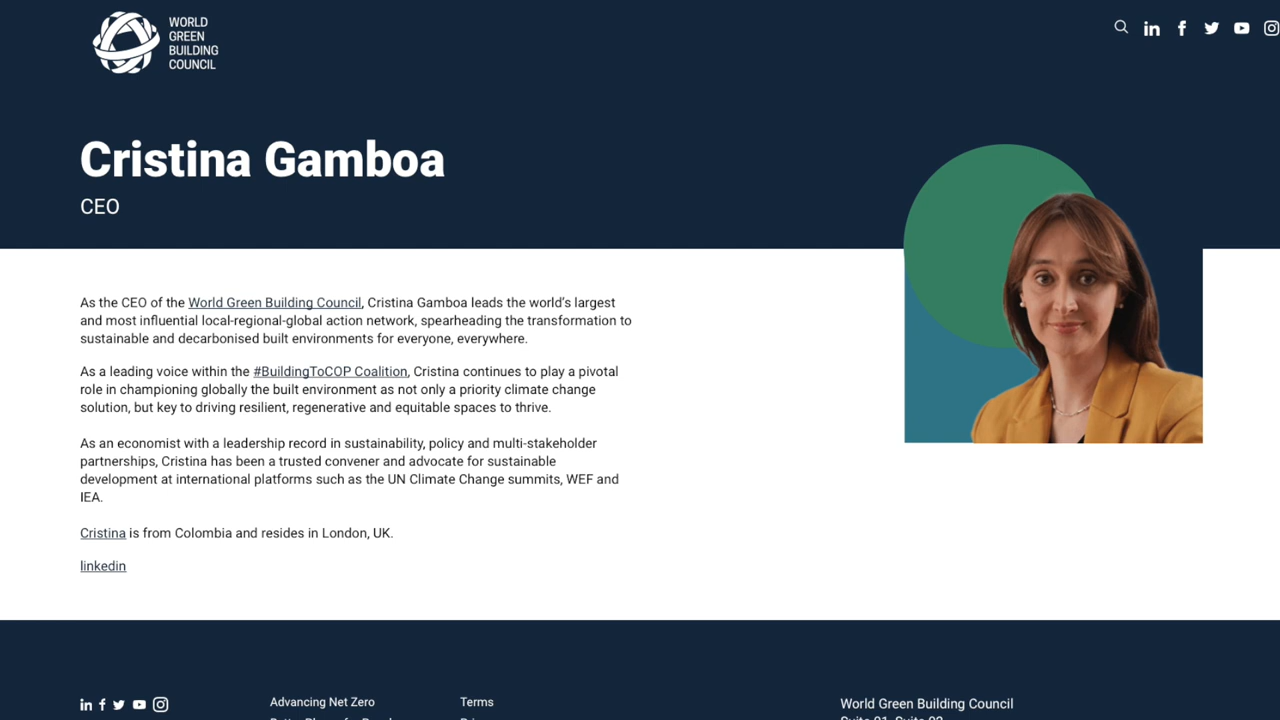 WORLD
GREEN
BUILDING
COUNCIL
Cristina Gamboa
CEO
As the CEO of the World Green Building Council, Cristina Gamboa leads the world's largest
and most influential local-regional-global action network, spearheading the transformation to
sustainable and decarbonised built environments for everyone, everywhere.
As a leading voice within the #BuildingToCOP Coalition, Cristina continues to play a pivotal
role in championing globally the built environment as not only a priority climate change
solution, but key to driving resilient, regenerative and equitable spaces to thrive.
As an economist with a leadership record in sustainability, policy and multi-stakeholder
partnerships, Cristina has been a trusted convener and advocate for sustainable
development at international platforms such as the UN Climate Change summits, WEF and
IEA.
Cristina is from Colombia and resides in London, UK.
linkedin
Advancing Net Zero
Terms
World Green Building Council